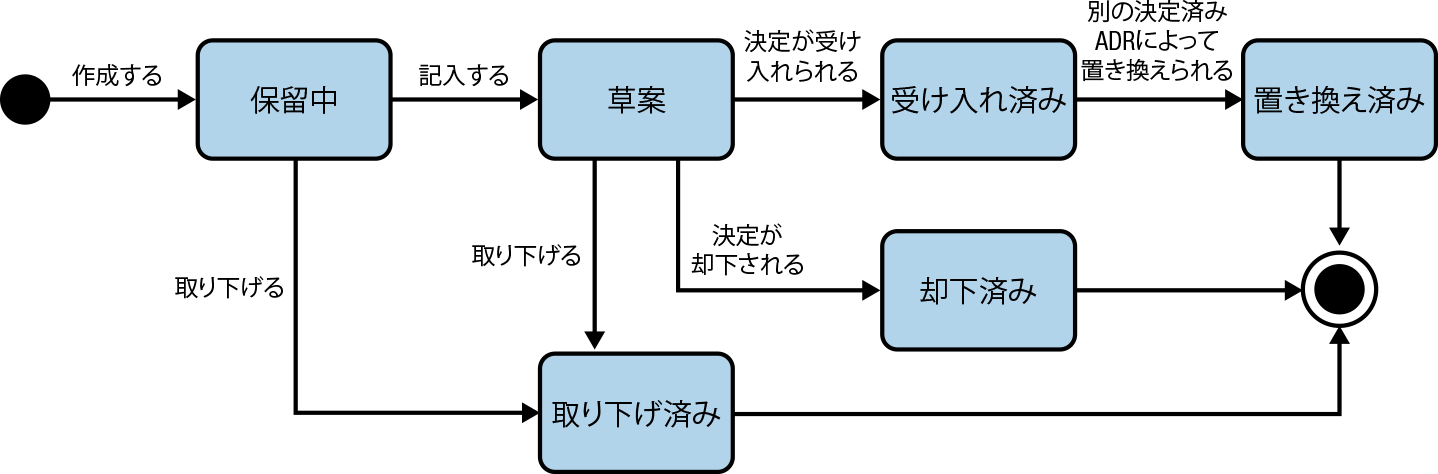 作成する
保留中
記入する
草案
決定が受け
入れられる
受け入れ済み
別の決定済み
ADRによって
置き換えられる
置き換え済み
取り下げる
取り下げる
決定が
却下される
却下済み
取り下げ済み